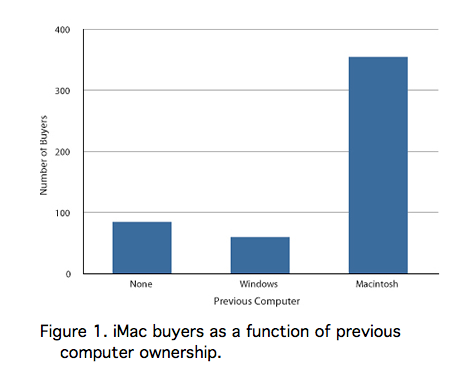 400
300
200
100
0
Number of Buyers
None Windows Macintosh
Previous Computer
Figure 1. iMac buyers as a function of previous
computer ownership.